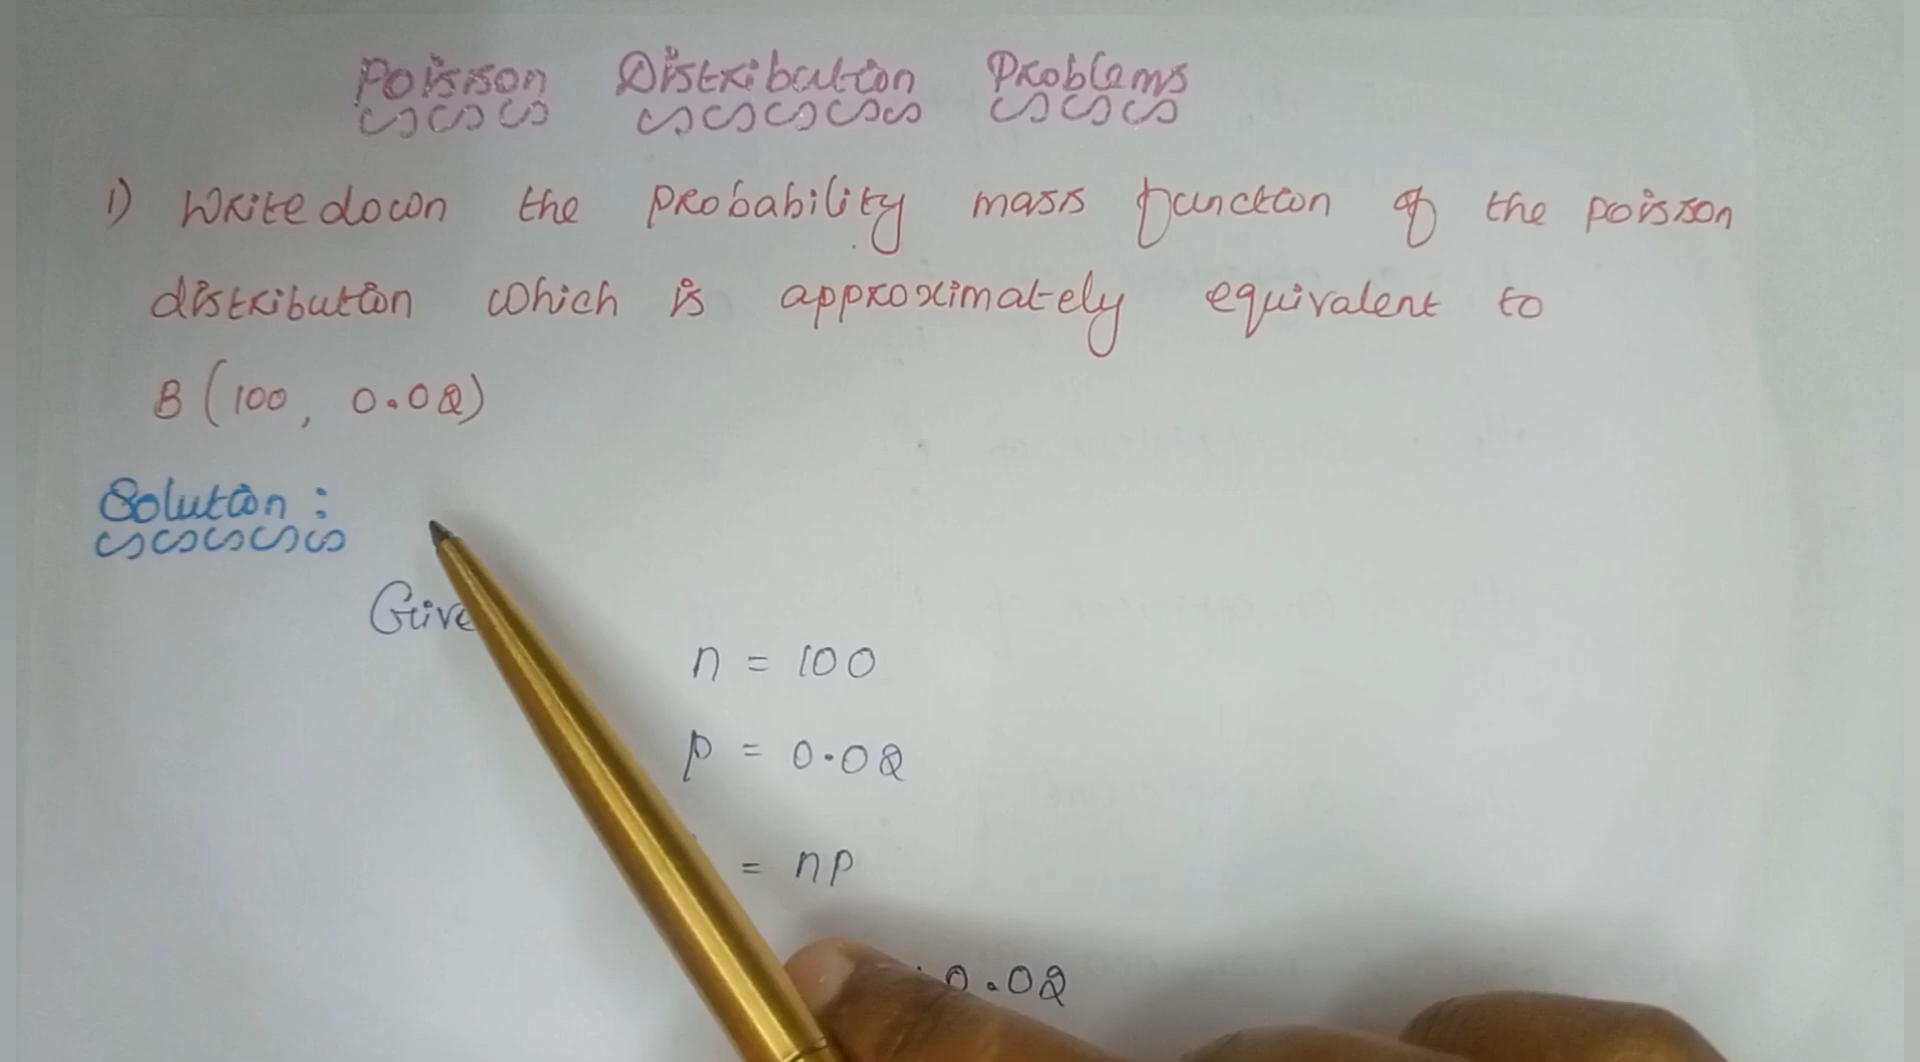 Poisson Distribution Problems
1) Write down the probability mass function of the poisson
distribution which is approximately equivalent to
B (100, 0.02)
Solution :
n = 100
p = 0.02
= np
0.02